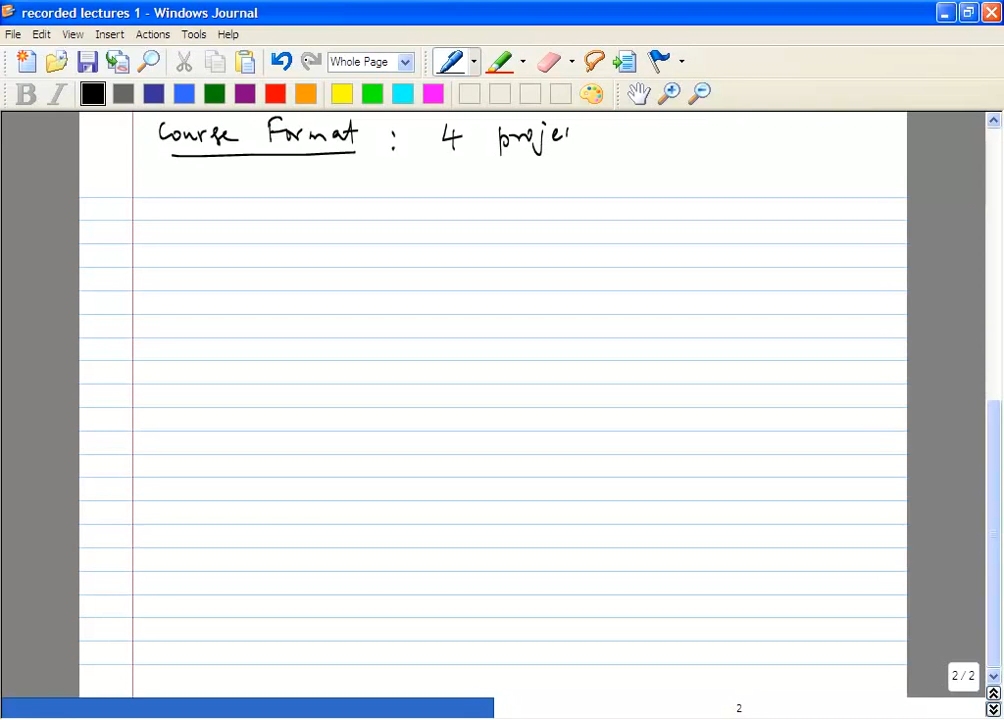 recorded lectures 1 - Windows Journal
File Edit View Insert Actions Tools Help
Whole Page
B I
Course Format : 4 proje
2 / 2
2